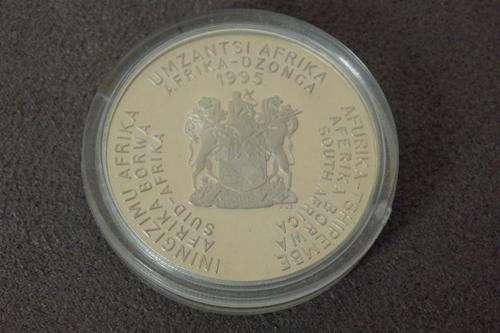 UMZANTSI AFRIKA
AFRIKA-DZONGA
1995
AFURIKA-TSHIPEMBE
AFERIKA BORWA
SOUTH AFRICA
ININGIZIMU AFRIKA
AFRIKA BORWA
SUID-AFRIKA